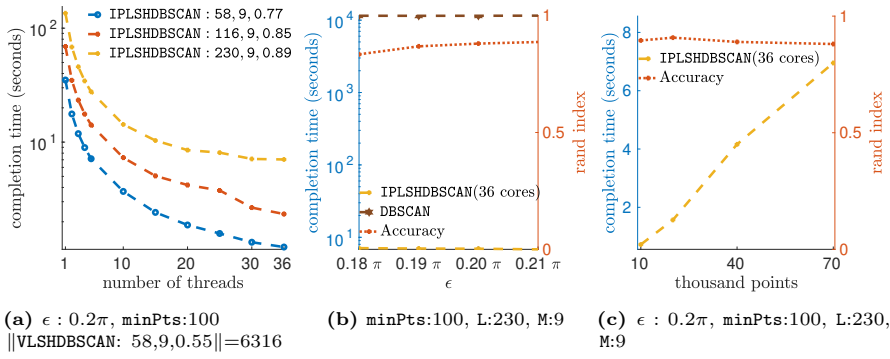 IPLSHDBSCAN : 58, 9, 0.77
IPLSHDBSCAN : 116, 9, 0.85
IPLSHDBSCAN : 230, 9, 0.89
completion time (seconds)
10^2
10^1
1 10 20 30 36
number of threads
(a) ϵ : 0.2π, minPts:100
‖VLSHDBSCAN: 58,9,0.55‖=6316
completion time (seconds)
10^4
10^3
10^2
10^1
IPLSHDBSCAN(36 cores)
DBSCAN
Accuracy
1
0.5
0
rand index
0.18 π 0.19 π 0.20 π 0.21 π
ϵ
(b) minPts:100, L:230, M:9
completion time (seconds)
8
6
4
2
IPLSHDBSCAN(36 cores)
Accuracy
1
0.5
0
rand index
10 40 70
thousand points
(c) ϵ : 0.2π, minPts:100, L:230,
M:9